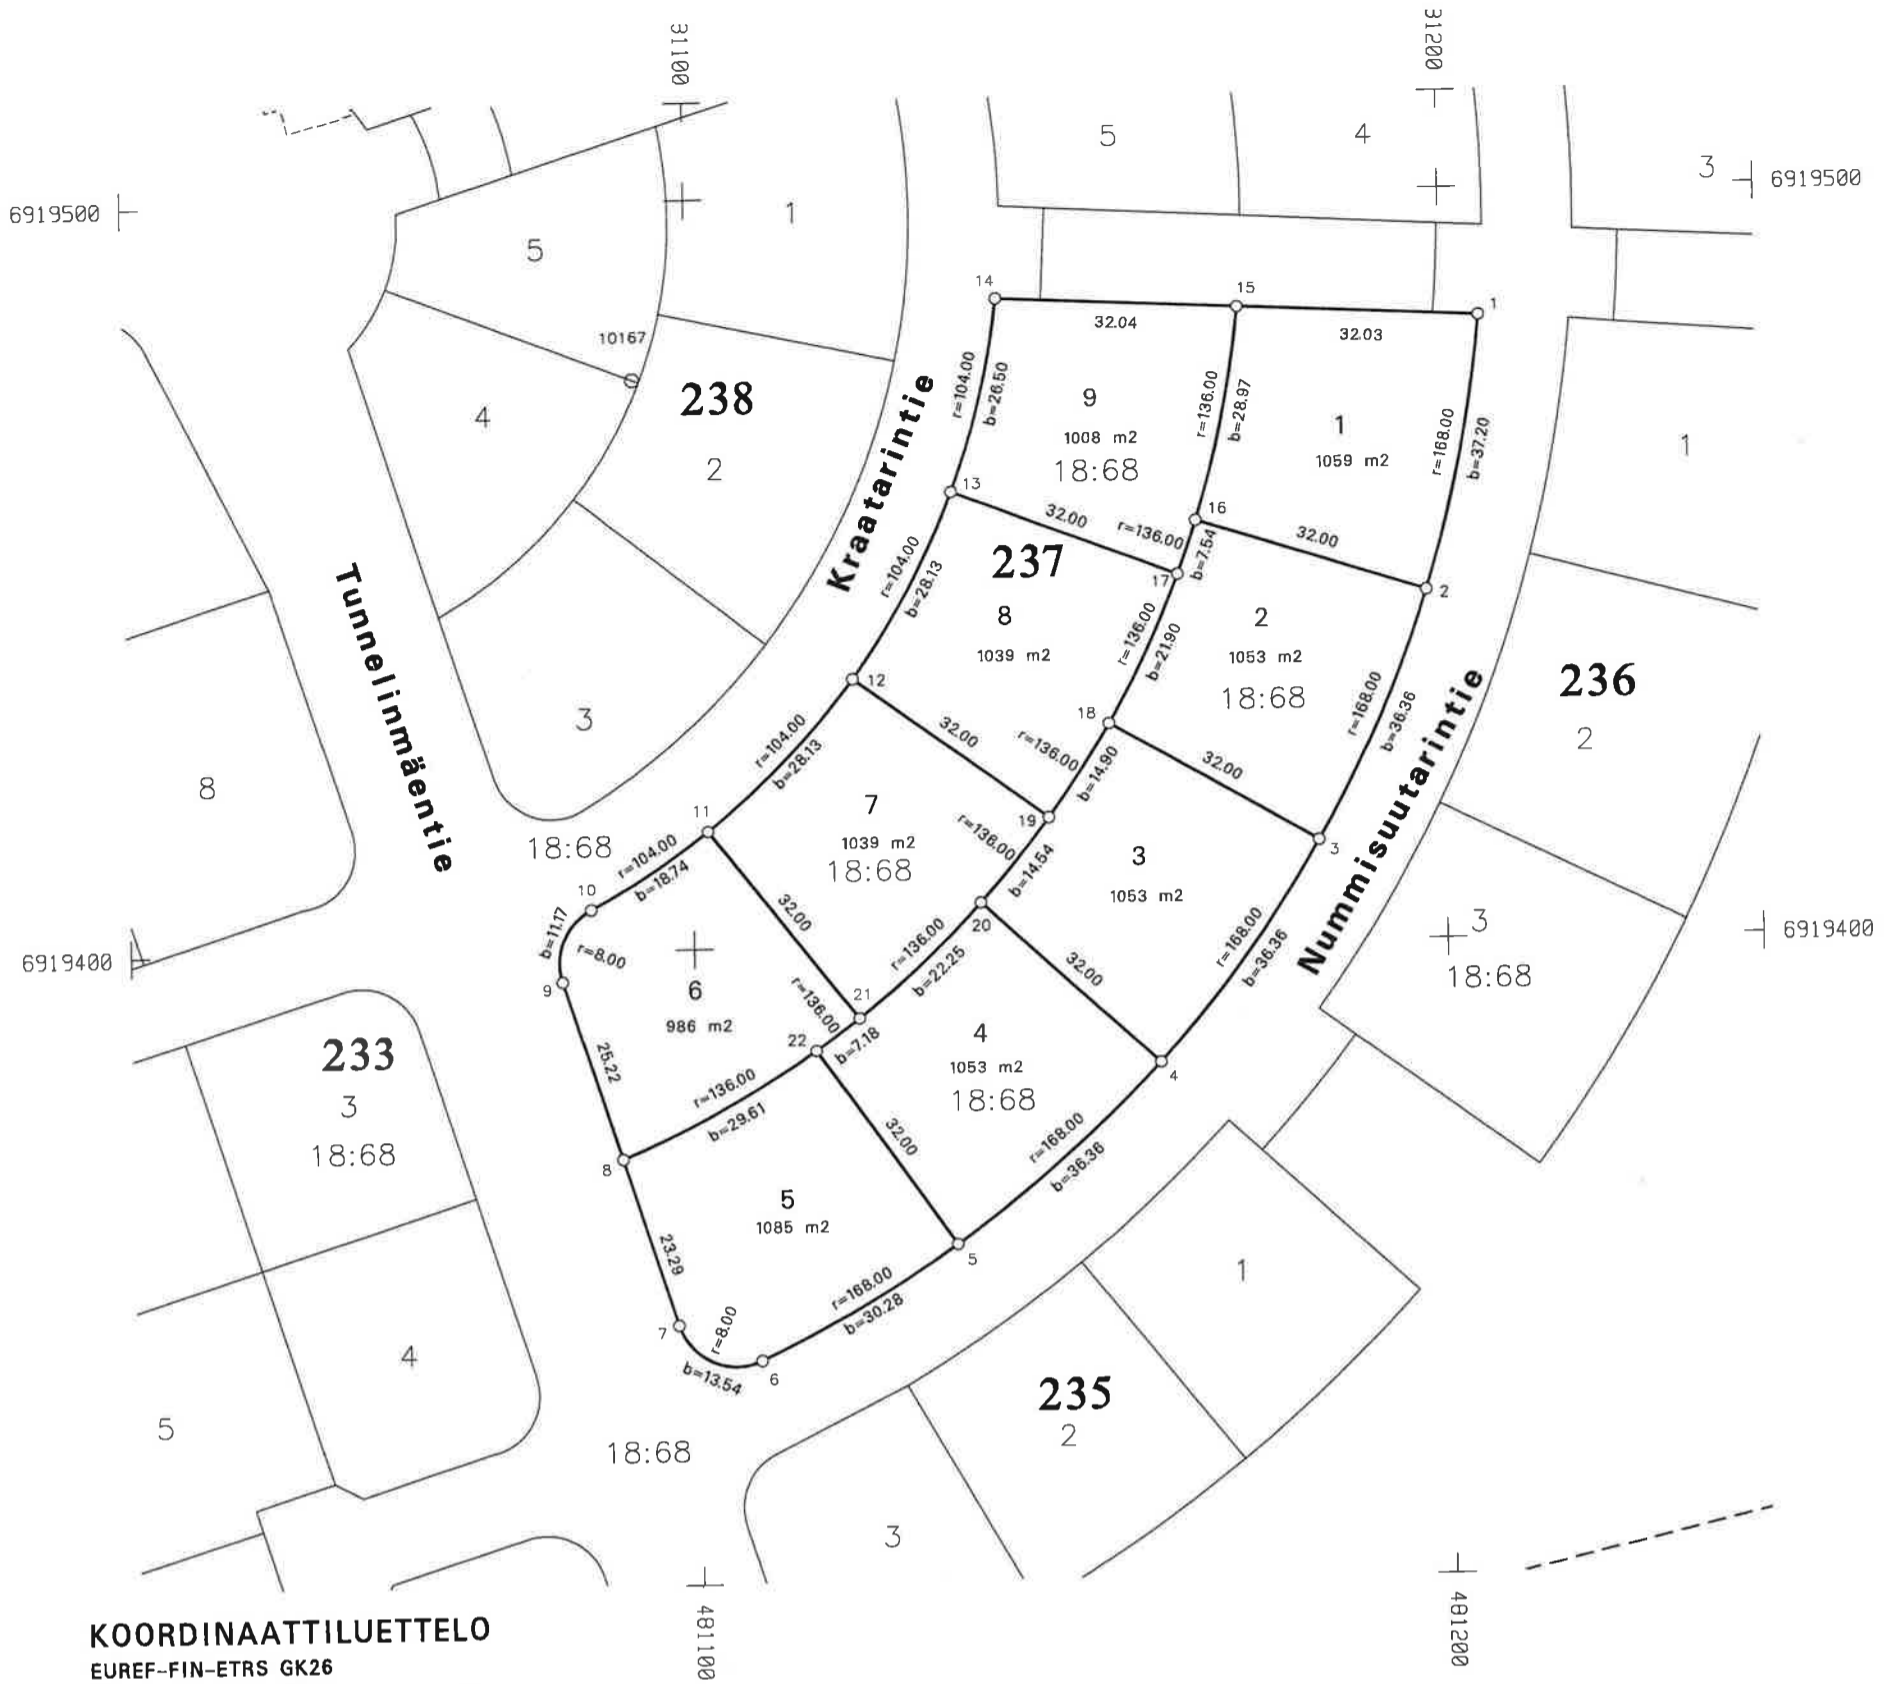 31100
31200
5
4
3
6919500
6919500
5
1
14
15
1
32.04
32.03
10167
238
4
2
r=104.00
b=26.50
9
1008 m2
18:68
r=136.00
b=28.97
1
1059 m2
r=168.00
b=37.20
1
Kraatarintie
13
32.00
r=136.00
16
b=7.54
32.00
17
2
237
r=104.00
b=28.13
8
1039 m2
r=136.00
b=21.90
2
1053 m2
18:68
r=168.00
b=36.36
236
2
Tunnelinmäentie
3
12
18
32.00
r=136.00
b=14.90
32.00
Nummisuutarintie
8
r=104.00
b=28.13
7
1039 m2
18:68
19
r=136.00
b=14.54
3
1053 m2
3
11
18:68
r=104.00
b=18.74
10
b=11.17
r=8.00
32.00
20
r=136.00
b=22.25
32.00
r=168.00
b=36.36
3
18:68
6919400
6919400
9
6
986 m2
r=136.00
21
22
b=7.18
4
1053 m2
18:68
4
233
3
18:68
25.22
r=136.00
b=29.61
32.00
r=168.00
b=36.36
8
5
1085 m2
23.29
5
1
7
r=8.00
b=13.54
6
r=168.00
b=30.28
4
235
2
5
18:68
3
481100
481200
KOORDINAATTILUETTELO
EUREF-FIN-ETRS GK26